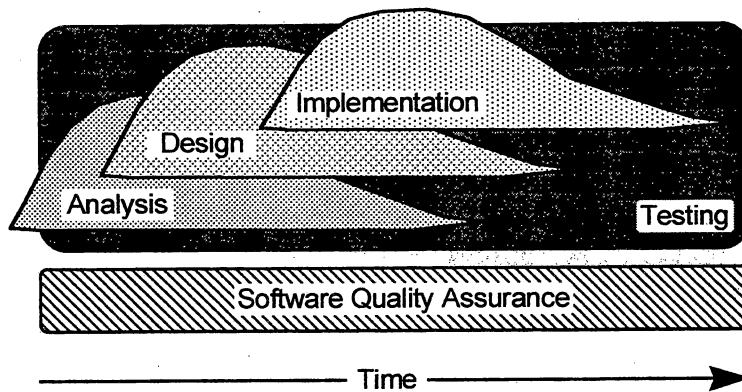 Implementation
Design
Analysis
Testing
Software Quality Assurance
Time